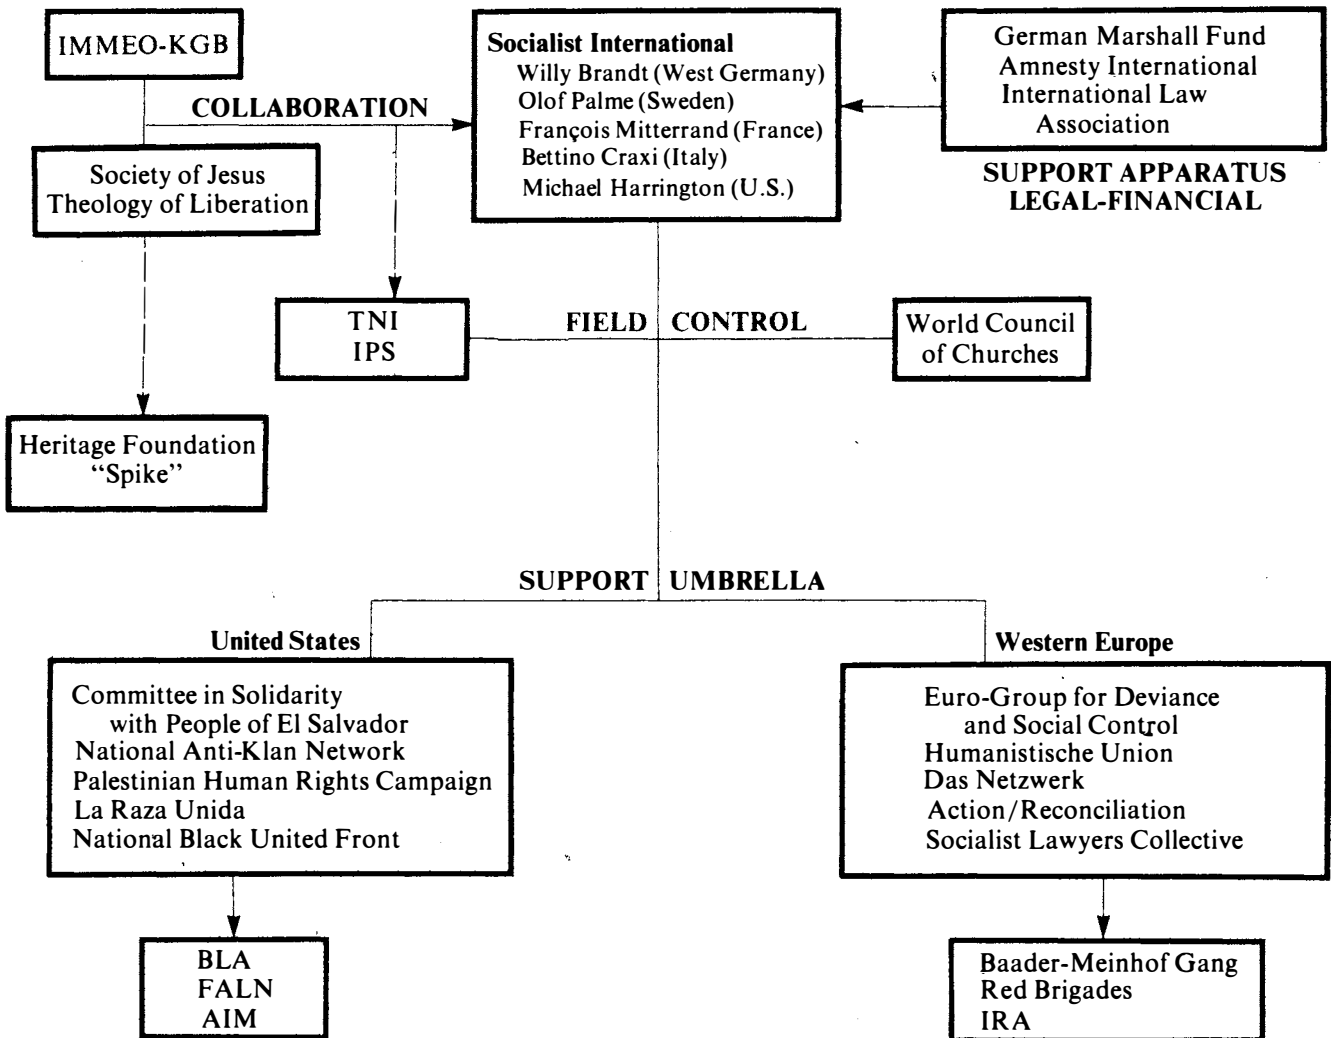 IMMEO-KGB
COLLABORATION
Society of Jesus
Theology of Liberation
Heritage Foundation
“Spike”
Socialist International
Willy Brandt (West Germany)
Olof Palme (Sweden)
François Mitterrand (France)
Bettino Craxi (Italy)
Michael Harrington (U.S.)
German Marshall Fund
Amnesty International
International Law
Association
SUPPORT APPARATUS
LEGAL-FINANCIAL
TNI
IPS
FIELD CONTROL
World Council
of Churches
SUPPORT UMBRELLA
United States
Committee in Solidarity
with People of El Salvador
National Anti-Klan Network
Palestinian Human Rights Campaign
La Raza Unida
National Black United Front
BLA
FALN
AIM
Western Europe
Euro-Group for Deviance
and Social Control
Humanistische Union
Das Netzwerk
Action/Reconciliation
Socialist Lawyers Collective
Baader-Meinhof Gang
Red Brigades
IRA